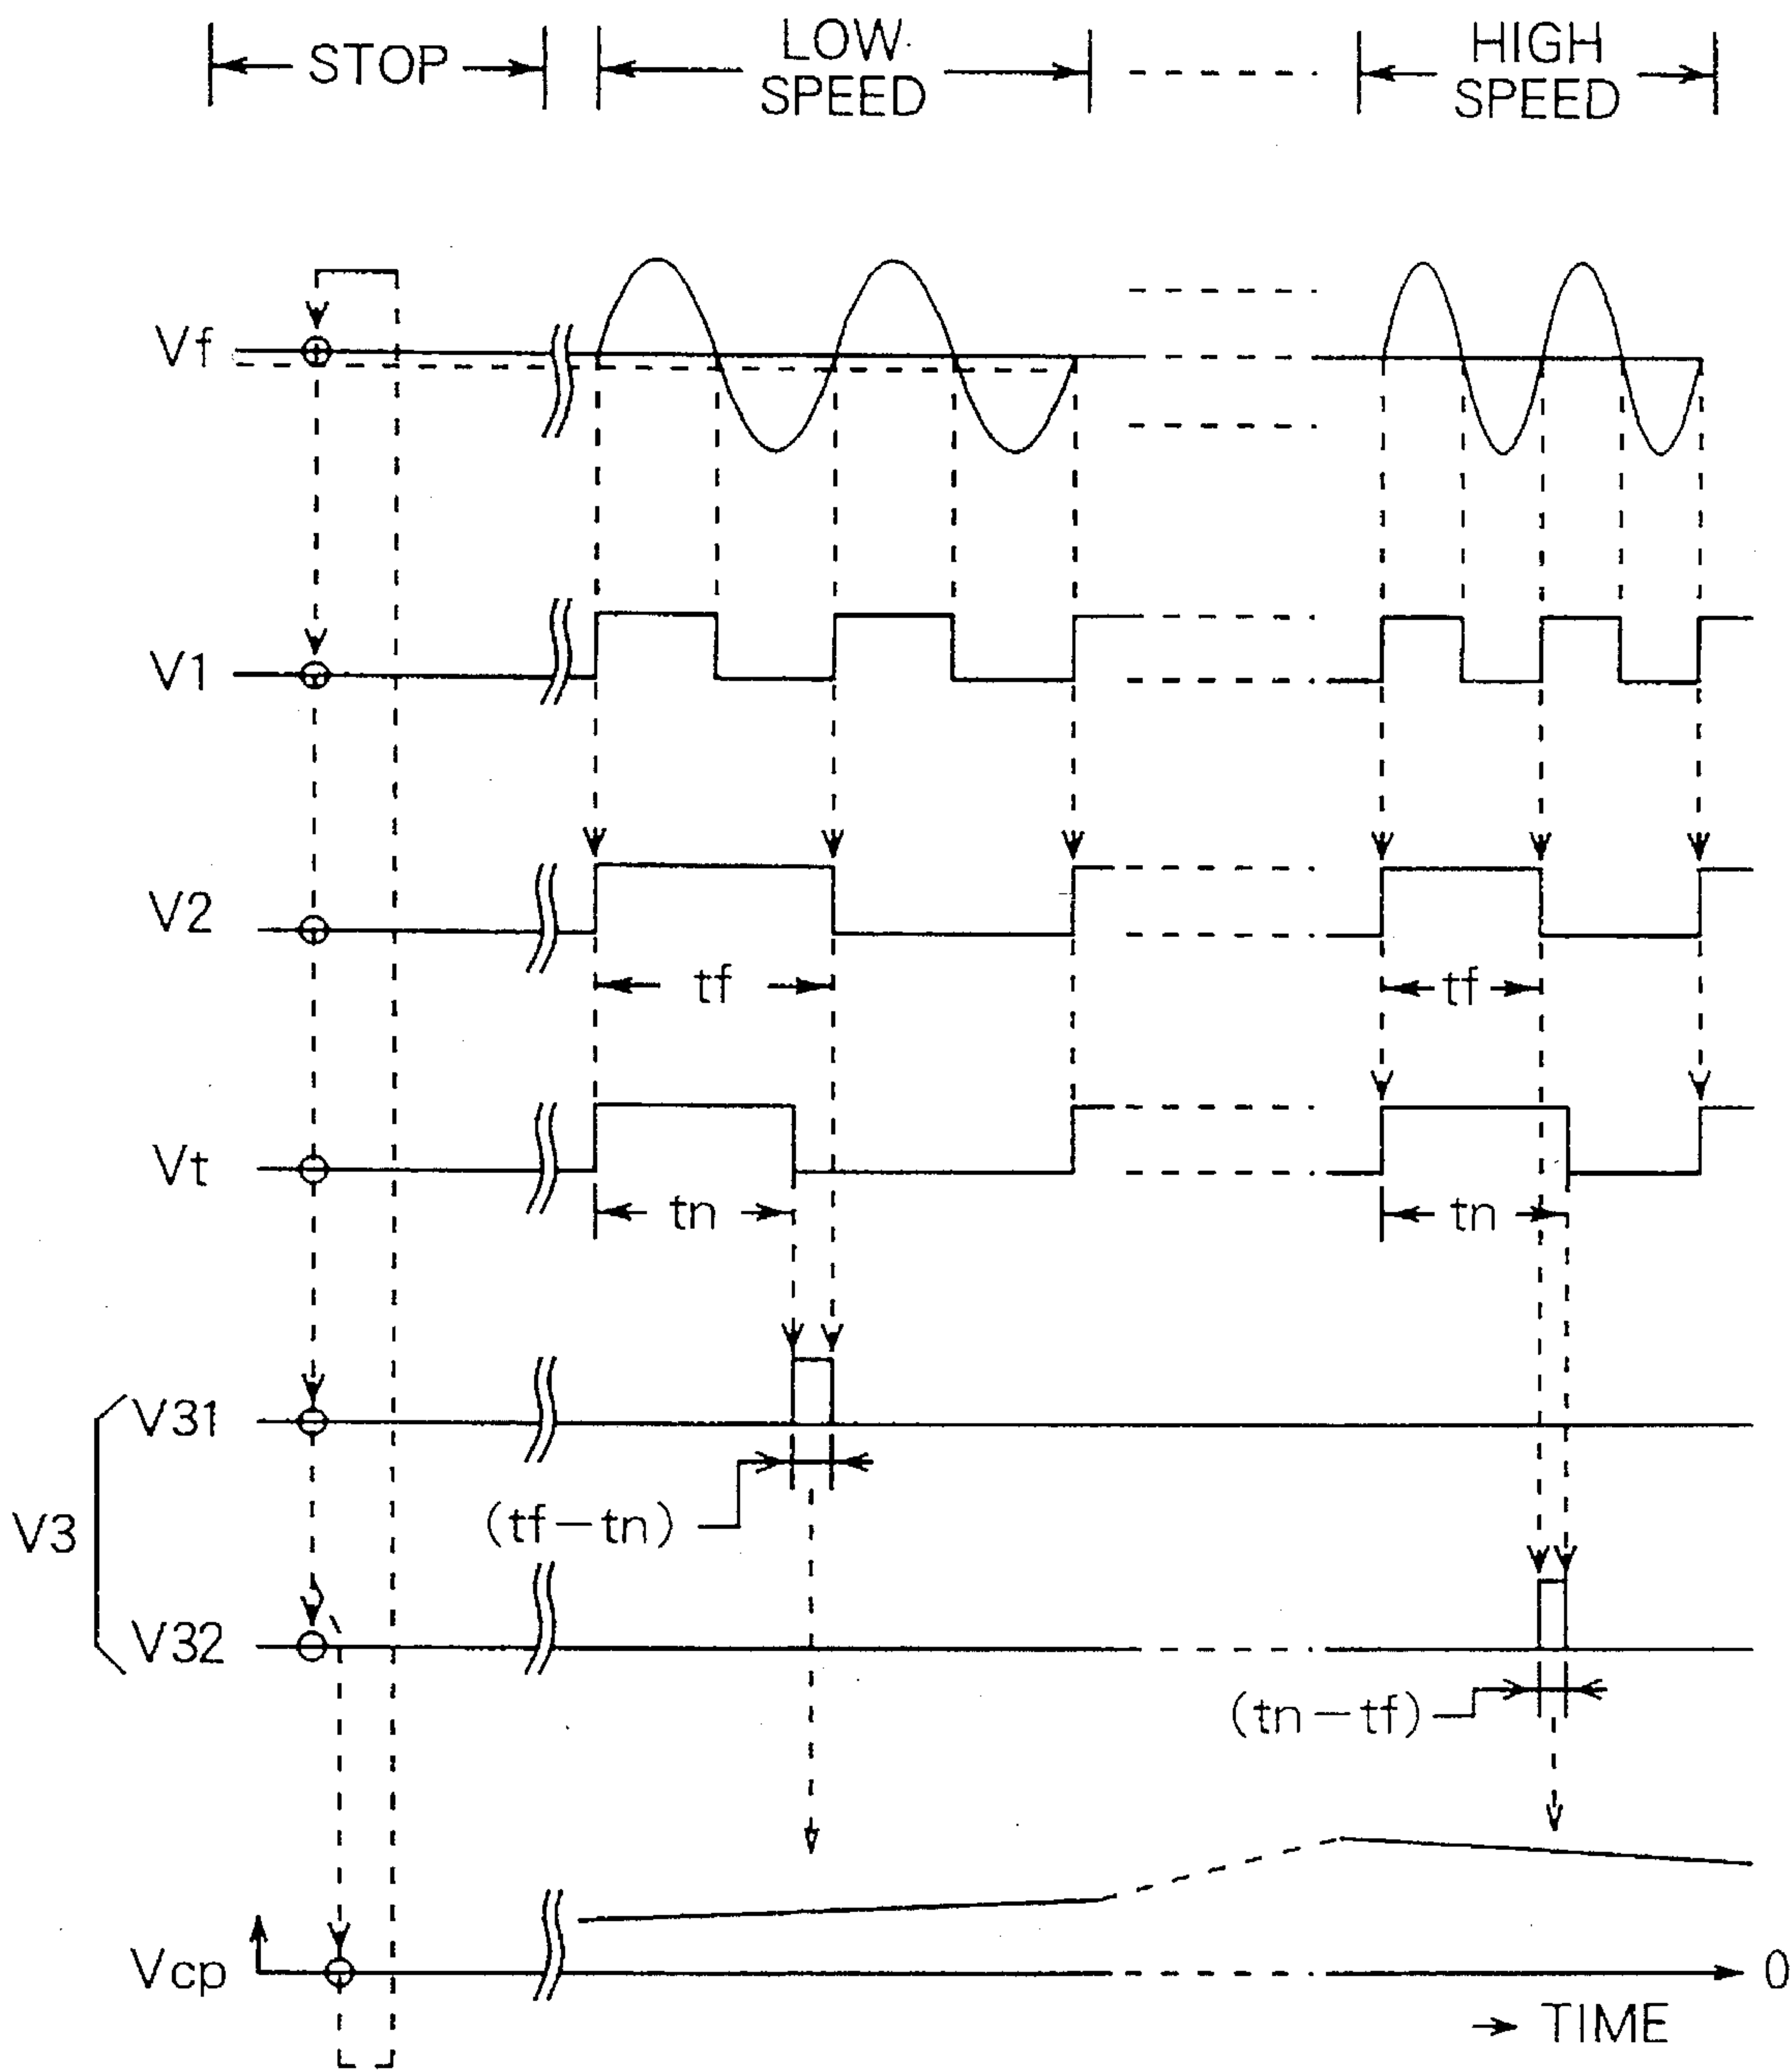 STOP
LOW
SPEED
HIGH
SPEED
Vf
V1
V2
tf
tf
Vt
tn
tn
V31
(tf-tn)
V3
V32
(tn-tf)
Vcp
0
TIME